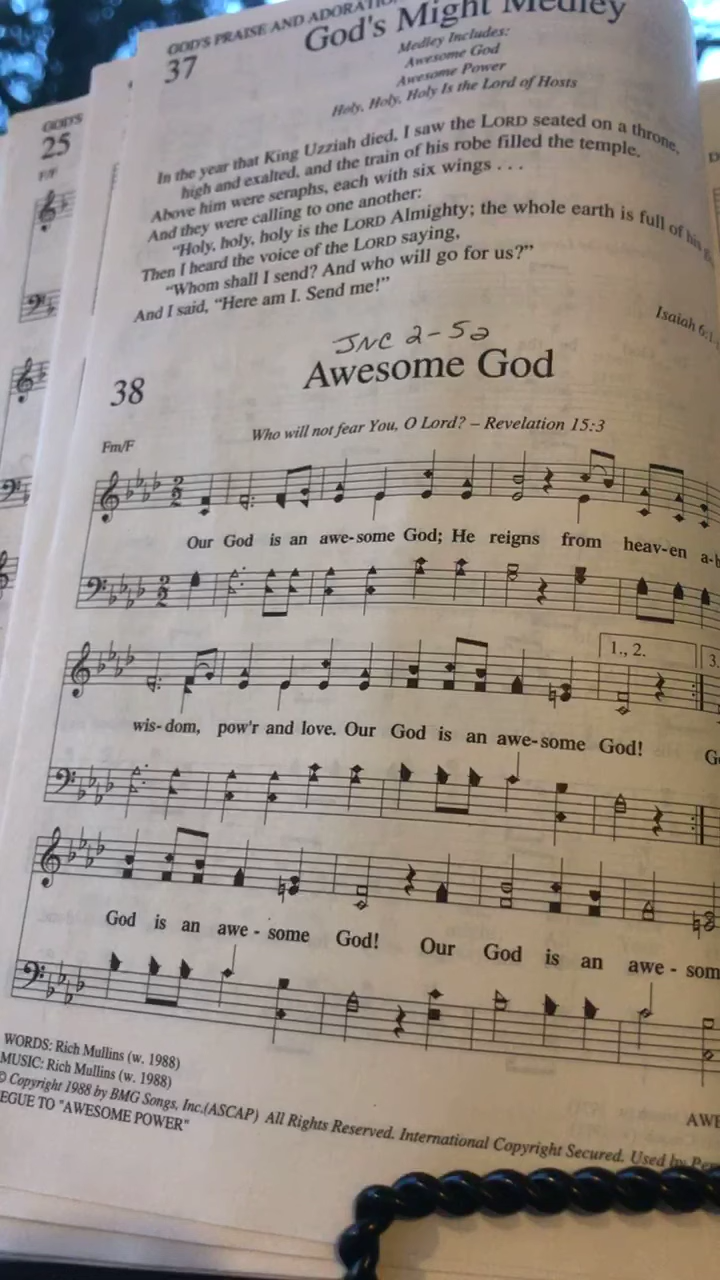 GOD'S PRAISE AND ADORATION
God's Might Medley
37
Medley Includes:
Awesome God
Awesome Power
Holy, Holy, Holy Is the Lord of Hosts
GOD'S
25
F/F
In the year that King Uzziah died, I saw the LORD seated on a throne,
high and exalted, and the train of his robe filled the temple.
Above him were seraphs, each with six wings . . .
And they were calling to one another:
"Holy, holy, holy is the LORD Almighty; the whole earth is full of his
Then I heard the voice of the LORD saying,
"Whom shall I send? And who will go for us?"
And I said, "Here am I. Send me!"
Isaiah 6:1
JNC 2-52
38
Awesome God
Who will not fear You, O Lord? – Revelation 15:3
Fm/F
Our God is an awe-some God; He reigns from heav-en a-b
1., 2.
3.
wis-dom, pow'r and love. Our God is an awe-some God!
God is an awe-some God! Our God is an awe-som
WORDS: Rich Mullins (w. 1988)
MUSIC: Rich Mullins (w. 1988)
© Copyright 1988 by BMG Songs, Inc.(ASCAP) All Rights Reserved. International Copyright Secured. Used by Per
EGUE TO "AWESOME POWER"
AWE